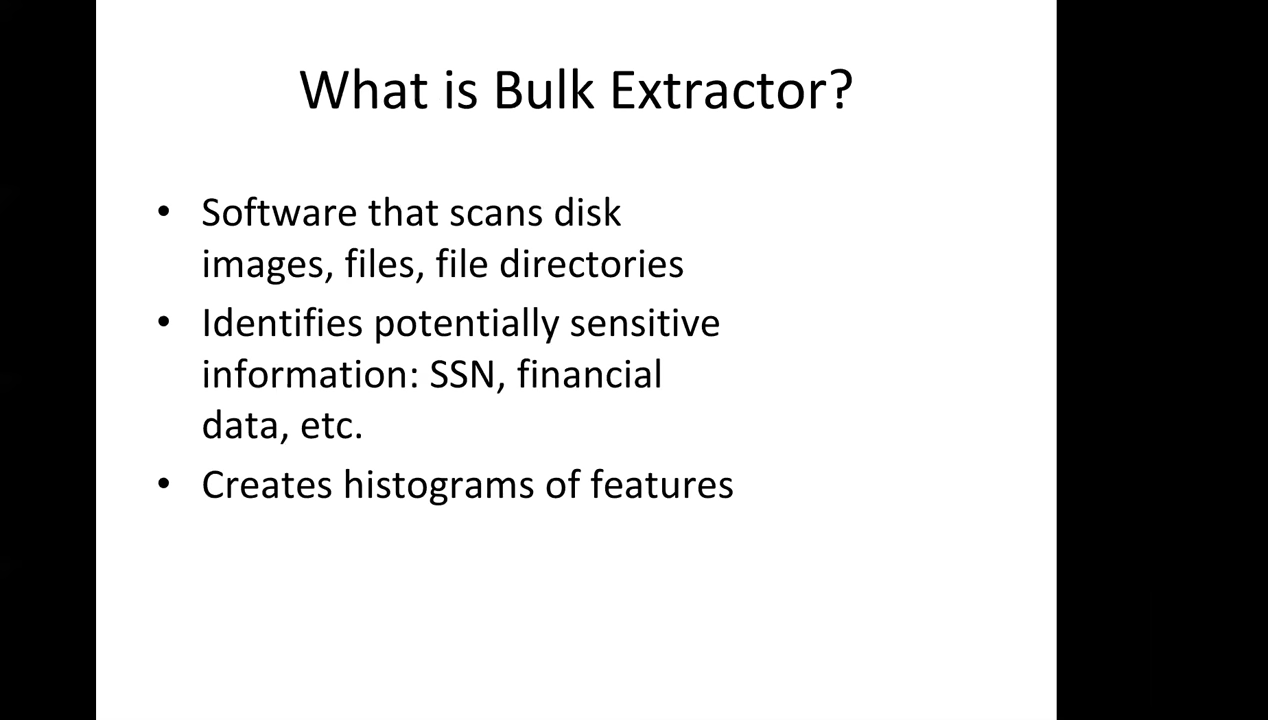 What is Bulk Extractor?
• Software that scans disk
images, files, file directories
• Identifies potentially sensitive
information: SSN, financial
data, etc.
• Creates histograms of features